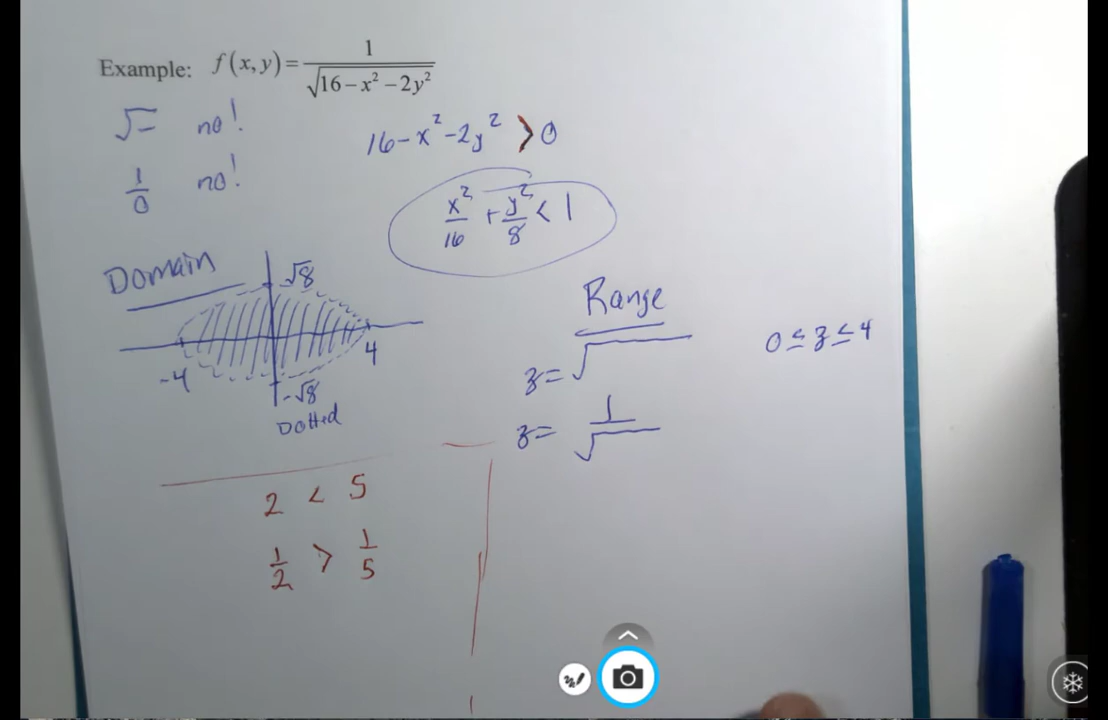 Example: f(x,y)= 1/√(16−x²−2y²)
√− no!
1/0 no!
16−x²−2y² > 0
x²/16 + y²/8 < 1
Domain
√8
-4
4
-√8
Dotted
Range
z=√
0 ≤ z ≤ 4
z= 1/√
2 < 5
1/2 > 1/5